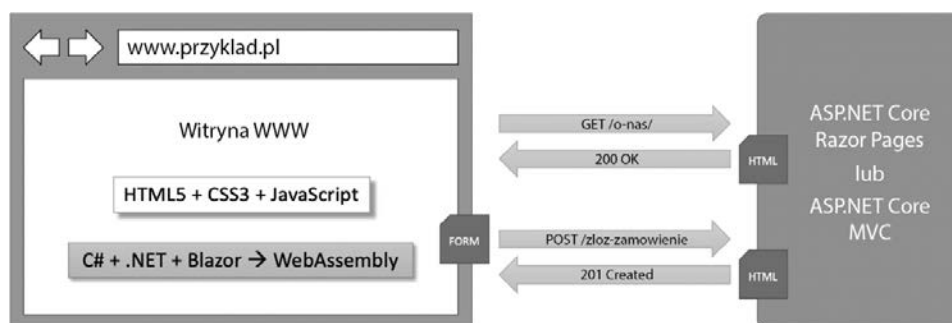 www.przyklad.pl
Witryna WWW
HTML5 + CSS3 + JavaScript
C# + .NET + Blazor → WebAssembly
FORM
GET /o-nas/
200 OK
HTML
POST /zloz-zamowienie
201 Created
HTML
ASP.NET Core
Razor Pages
lub
ASP.NET Core
MVC